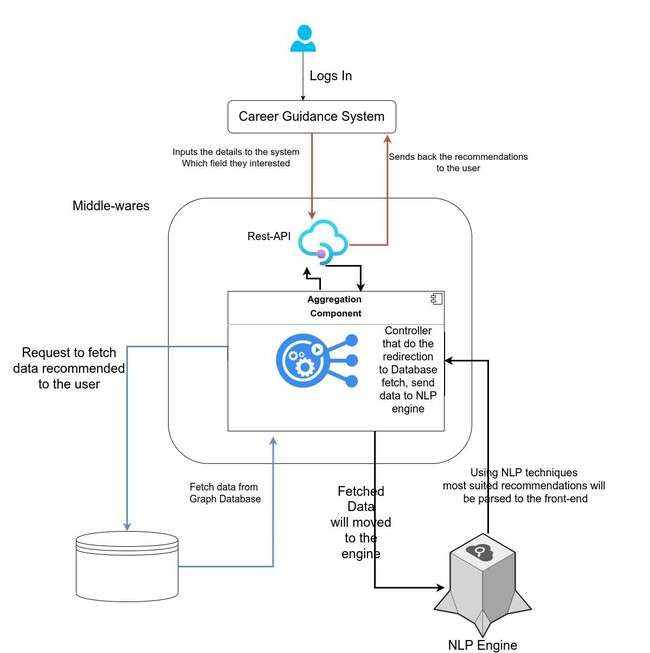 Logs In
Career Guidance System
Inputs the details to the system
Which field they interested
Sends back the recommendations
to the user
Middle-wares
Rest-API
Aggregation
Component
Controller
that do the
redirection
to Database
fetch, send
data to NLP
engine
Request to fetch
data recommended
to the user
Fetch data from
Graph Database
Fetched
Data
will moved
to the
engine
Using NLP techniques
most suited recommendations will
be parsed to the front-end
NLP Engine